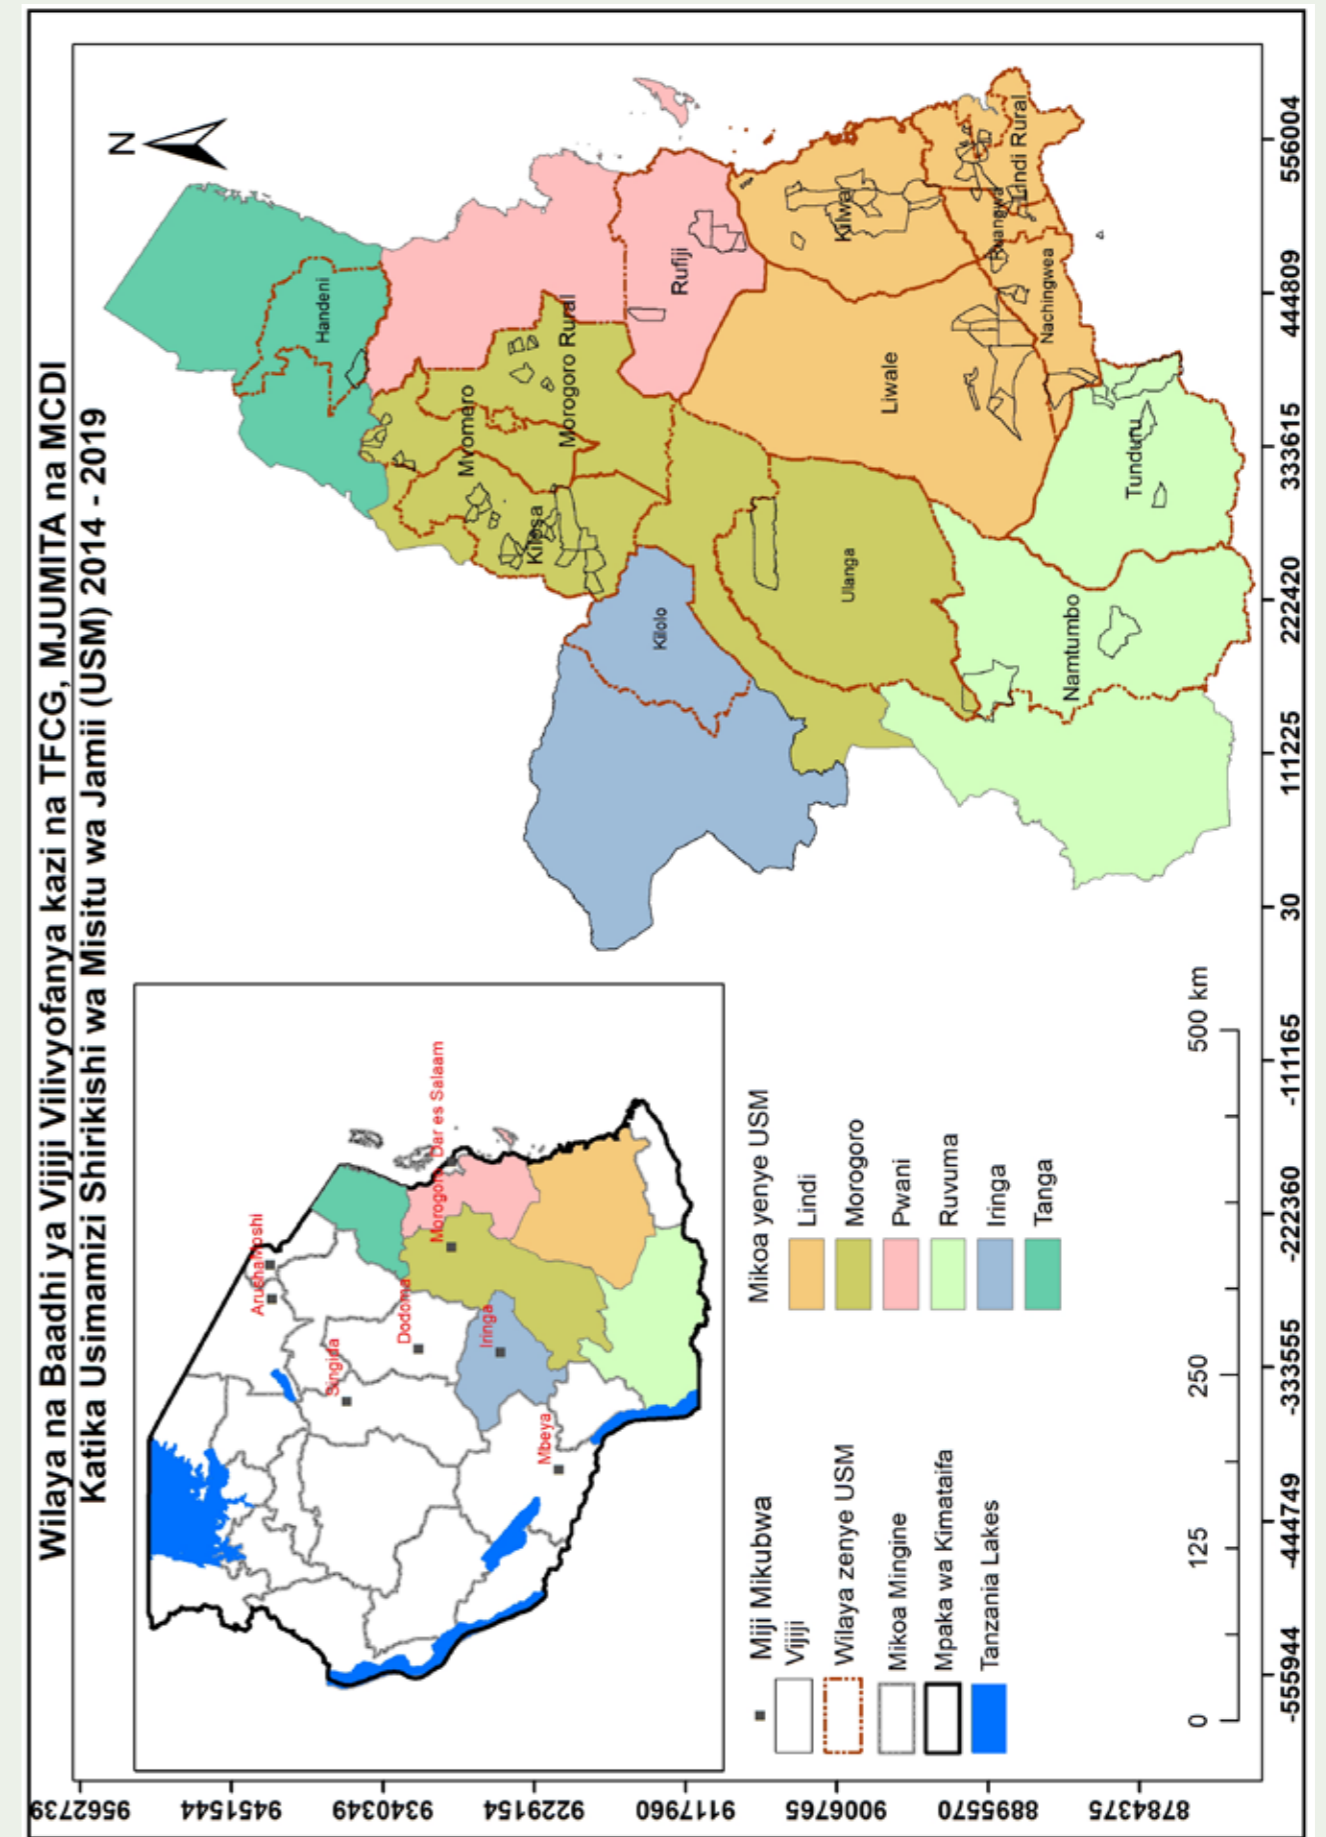 Wilaya na Baadhi ya Vijiji Vilivyofanya kazi na TFCG, MJUMITA na MCDI
Katika Usimamizi Shirikishi wa Misitu wa Jamii (USM) 2014 - 2019
N
Arusha
Moshi
Singida
Dodoma
Morogoro
Dar es Salaam
Iringa
Mbeya
Handeni
Mvomero
Morogoro Rural
Kilosa
Rufiji
Kilolo
Ulanga
Kilwa
Liwale
Ruangwa
Lindi Rural
Nachingwea
Tunduru
Namtumbo
Miji Mikubwa
Vijiji
Wilaya zenye USM
Mikoa Mingine
Mpaka wa Kimataifa
Tanzania Lakes
Mikoa yenye USM
Lindi
Morogoro
Pwani
Ruvuma
Iringa
Tanga
0 125 250 500 km
9562739
9451544
9340349
9229154
9117960
9006765
8895570
8784375
-555944 -444749 -333555 -222360 -111165 30 111225 222420 333615 444809 556004